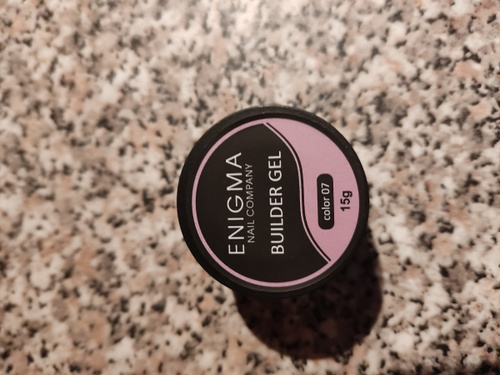 ENIGMA
NAIL COMPANY
BUILDER GEL
color 07
15g